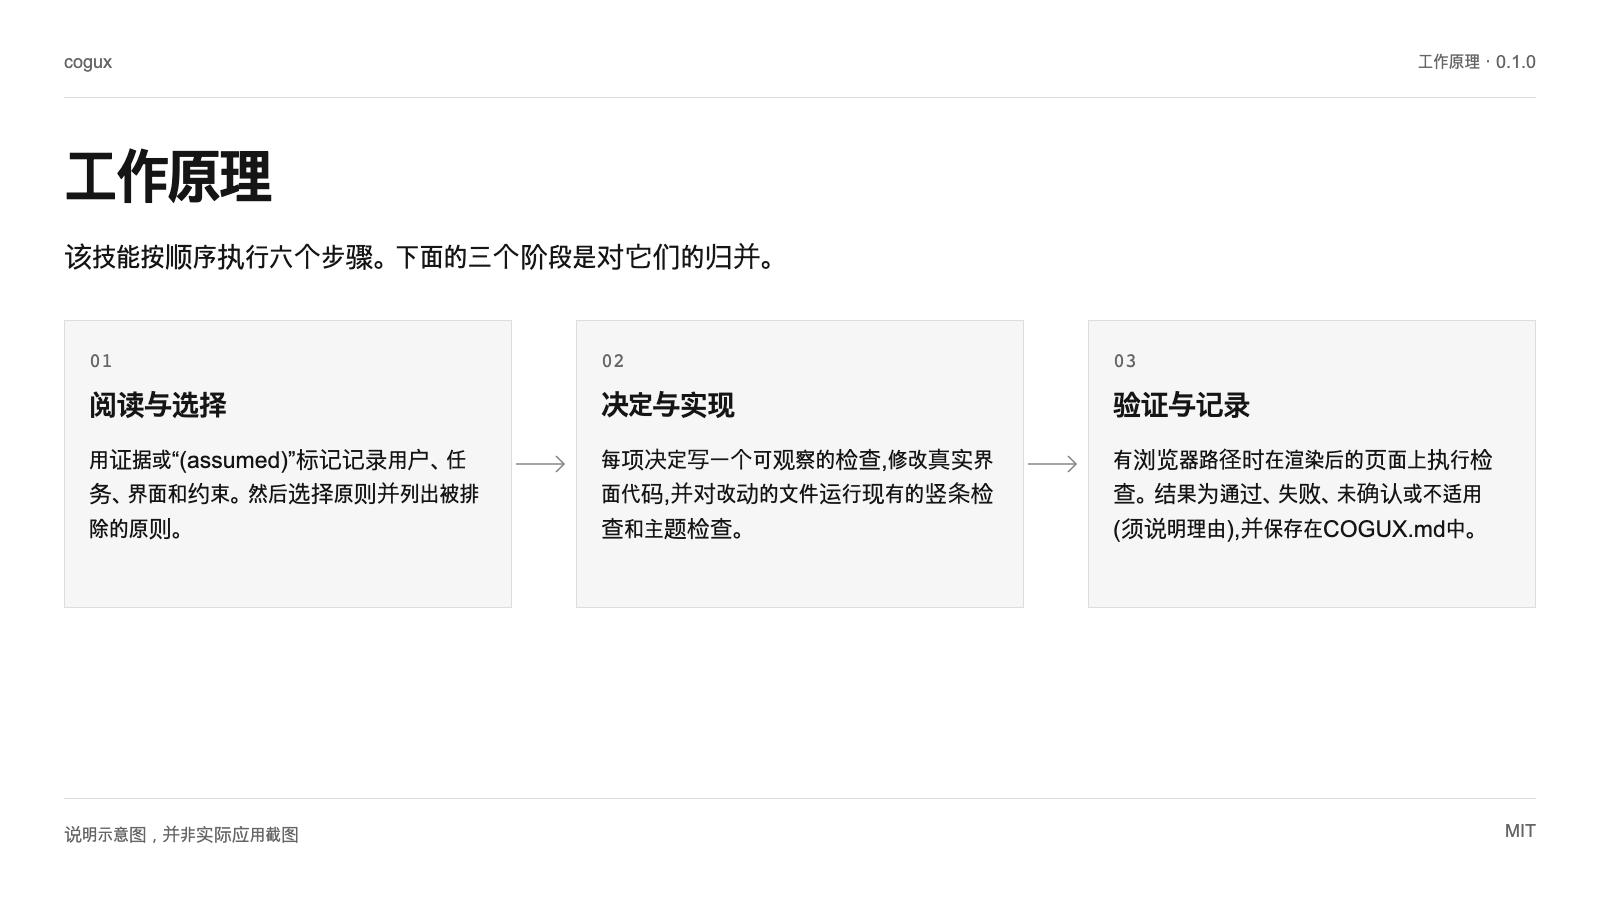 cogux
工作原理 · 0.1.0
工作原理
该技能按顺序执行六个步骤。下面的三个阶段是对它们的归并。
01
阅读与选择
用证据或“(assumed)”标记记录用户、任
务、界面和约束。然后选择原则并列出被排
除的原则。
02
决定与实现
每项决定写一个可观察的检查,修改真实界
面代码,并对改动的文件运行现有的竖条检
查和主题检查。
03
验证与记录
有浏览器路径时在渲染后的页面上执行检
查。结果为通过、失败、未确认或不适用
(须说明理由),并保存在COGUX.md中。
说明示意图，并非实际应用截图
MIT